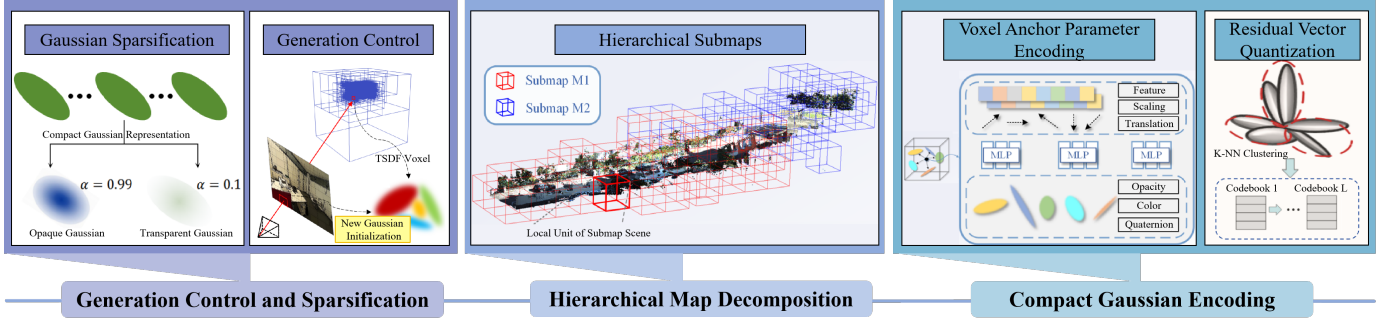 Gaussian Sparsification
Compact Gaussian Representation
α = 0.99
α = 0.1
Opaque Gaussian
Transparent Gaussian
Generation Control
TSDF Voxel
New Gaussian
Initialization
Hierarchical Submaps
Submap M1
Submap M2
Local Unit of Submap Scene
Voxel Anchor Parameter
Encoding
Feature
Scaling
Translation
MLP
MLP
MLP
Opacity
Color
Quaternion
Residual Vector
Quantization
K-NN Clustering
Codebook 1
Codebook L
Generation Control and Sparsification
Hierarchical Map Decomposition
Compact Gaussian Encoding